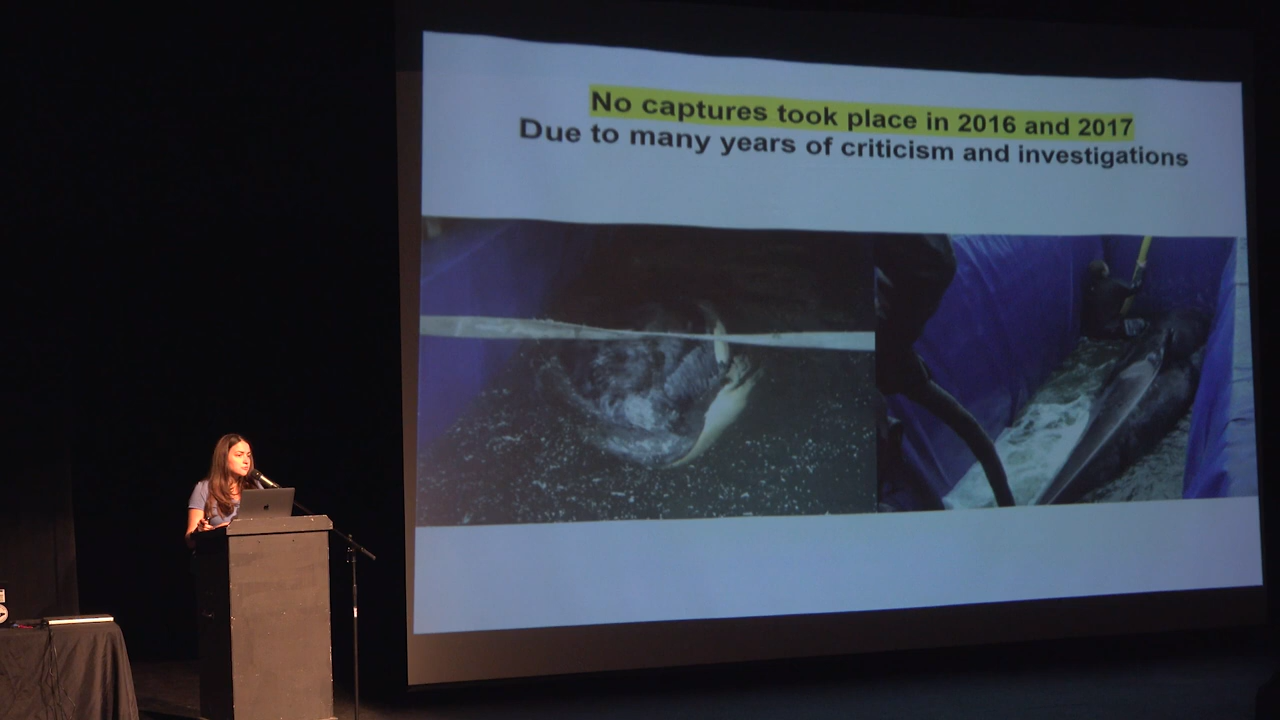 No captures took place in 2016 and 2017
Due to many years of criticism and investigations